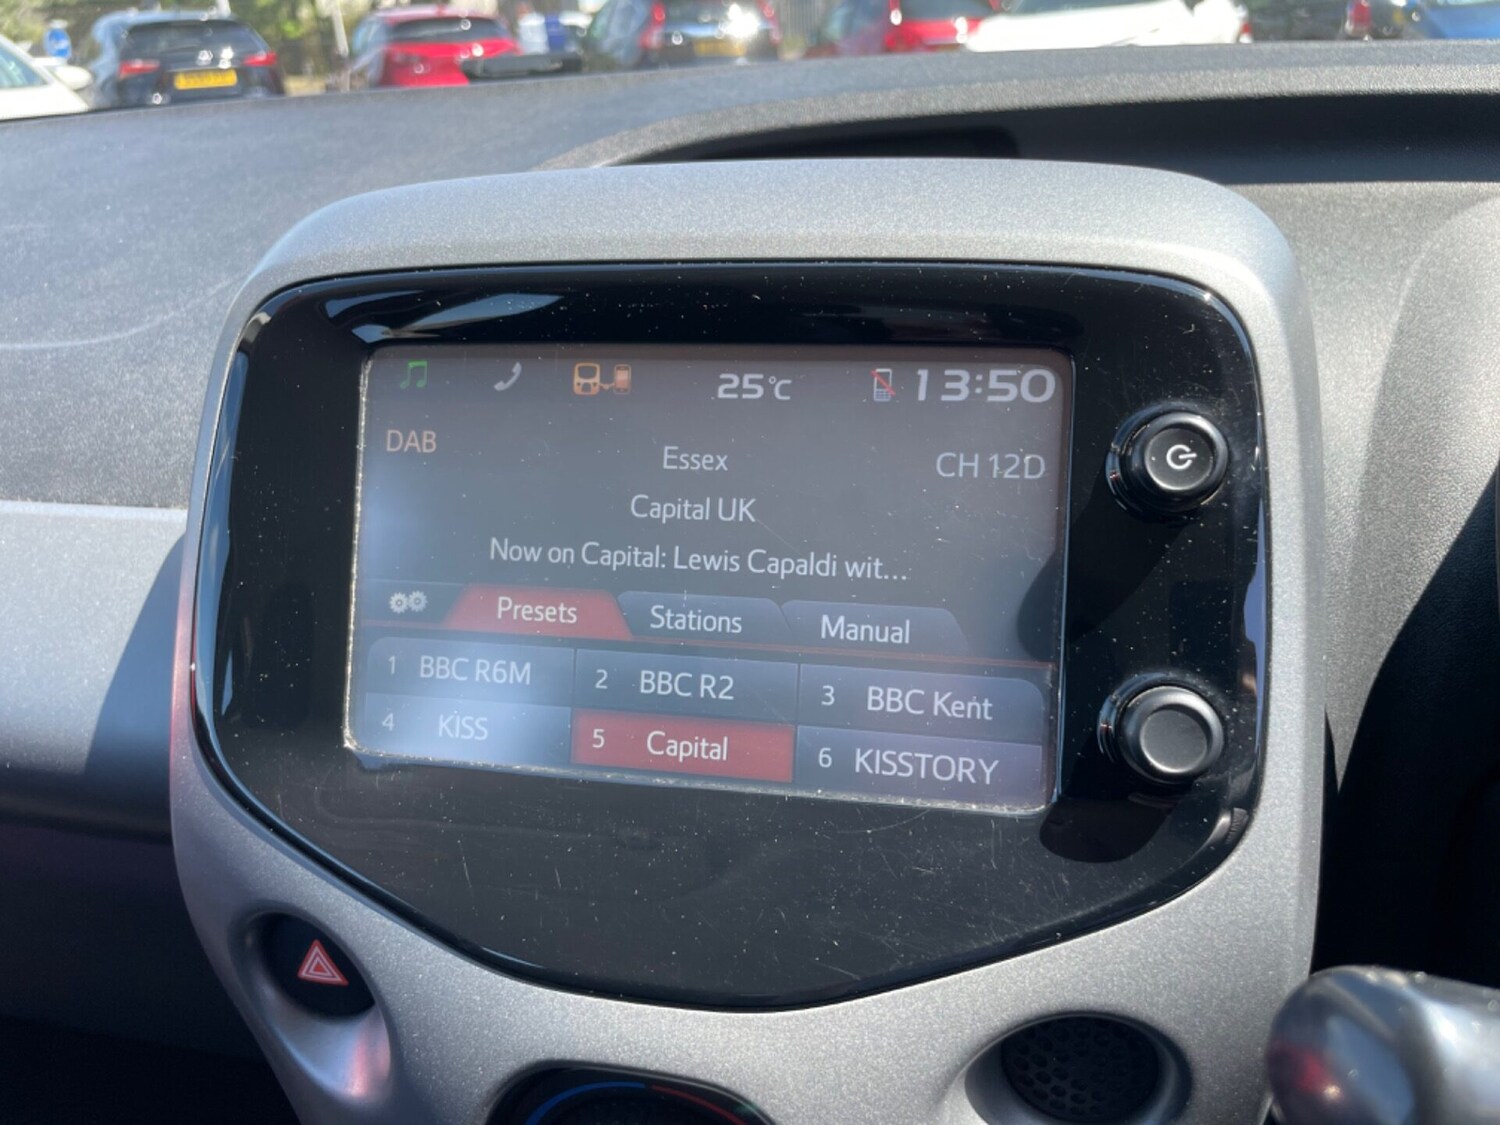 25°C 13:50
DAB
Essex CH 12D
Capital UK
Now on Capital: Lewis Capaldi wit...
Presets Stations Manual
1 BBC R6M 2 BBC R2 3 BBC Kent
4 KISS 5 Capital 6 KISSTORY